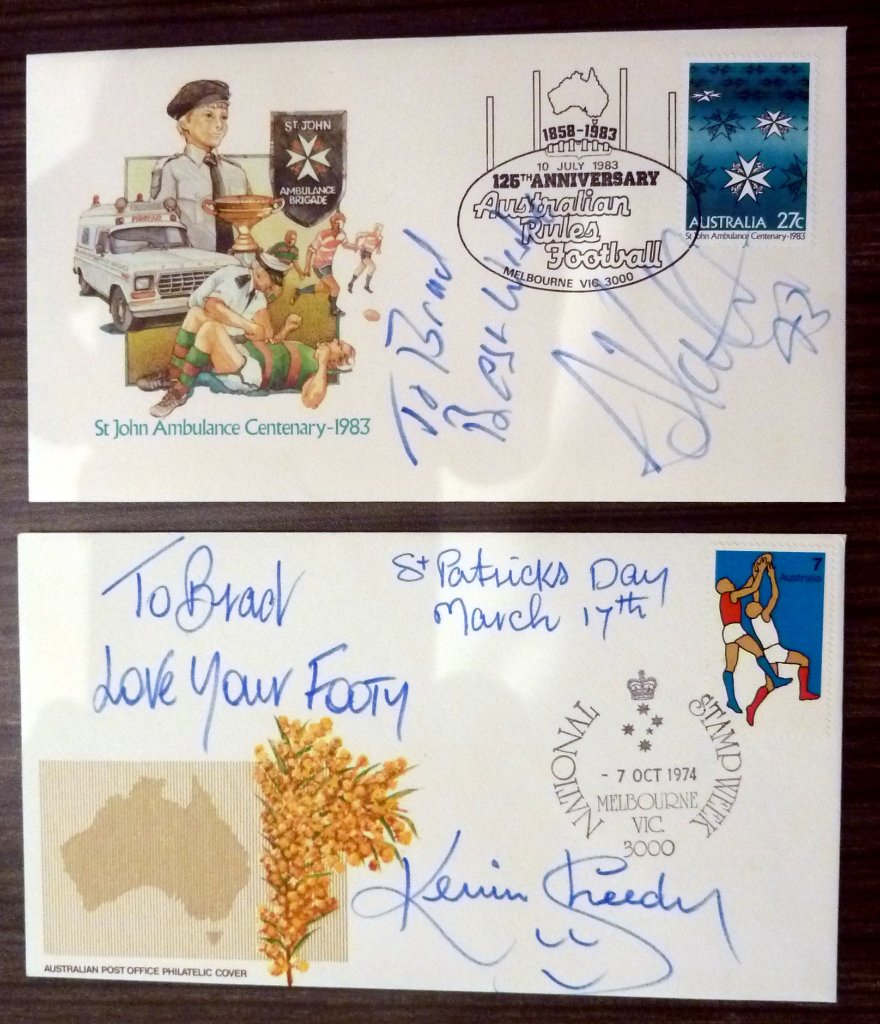 FIRST AID
ST JOHN
AMBULANCE
BRIGADE
St John Ambulance Centenary-1983
1858-1983
10 JULY 1983
125TH ANNIVERSARY
Australian
Rules
Football
MELBOURNE VIC. 3000
AUSTRALIA 27c
St John Ambulance Centenary-1983
To Brad
Best Wishes
To Brad
Love Your Footy
St Patricks Day
March 17th
7
Australia
NATIONAL STAMP WEEK
- 7 OCT 1974
MELBOURNE
VIC.
3000
Kevin Sheedy
AUSTRALIAN POST OFFICE PHILATELIC COVER